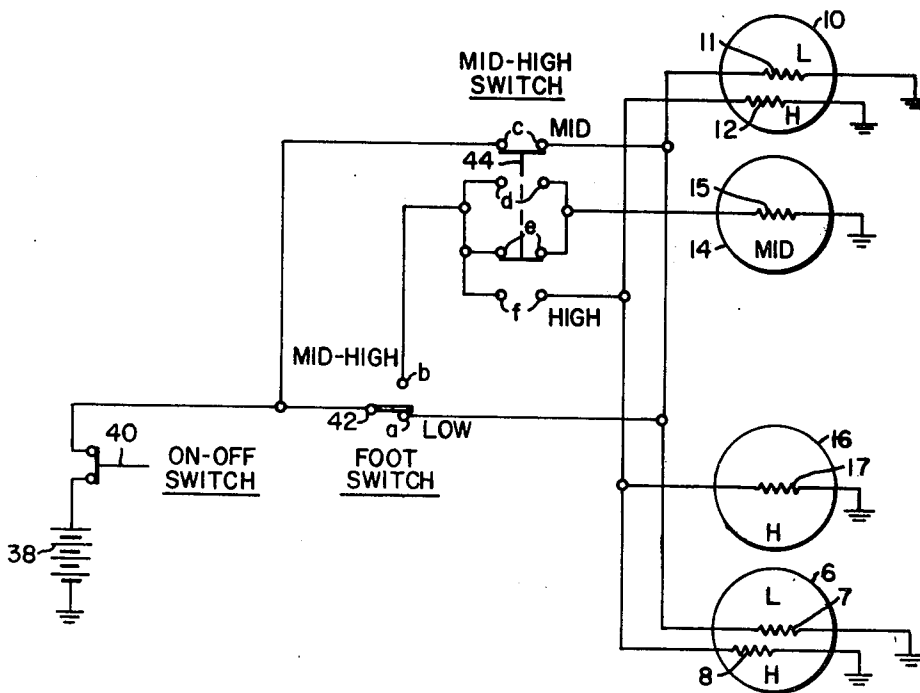 10
11
L
MID-HIGH
SWITCH
c MID
12
H
44
d
15
e
14
MID
f
HIGH
MID-HIGH
b
42
a LOW
16
40
ON-OFF
SWITCH
FOOT
SWITCH
17
H
38
6
L
7
8
H